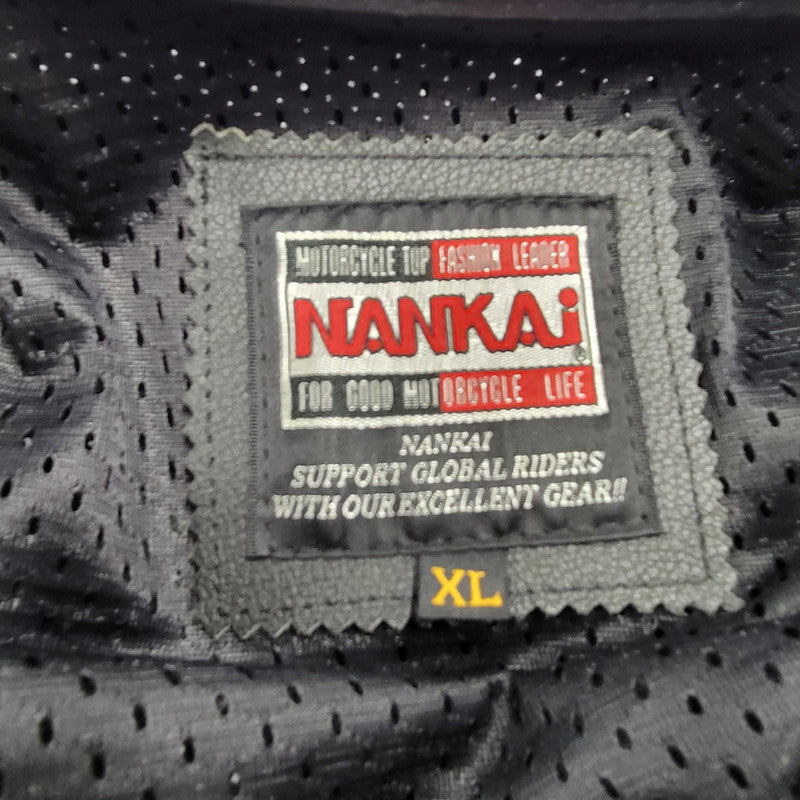 MOTORCYCLE TOP FASHION LEADER
NANKAi
®
FOR GOOD MOTORCYCLE LIFE
NANKAI
SUPPORT GLOBAL RIDERS
WITH OUR EXCELLENT GEAR!!
XL